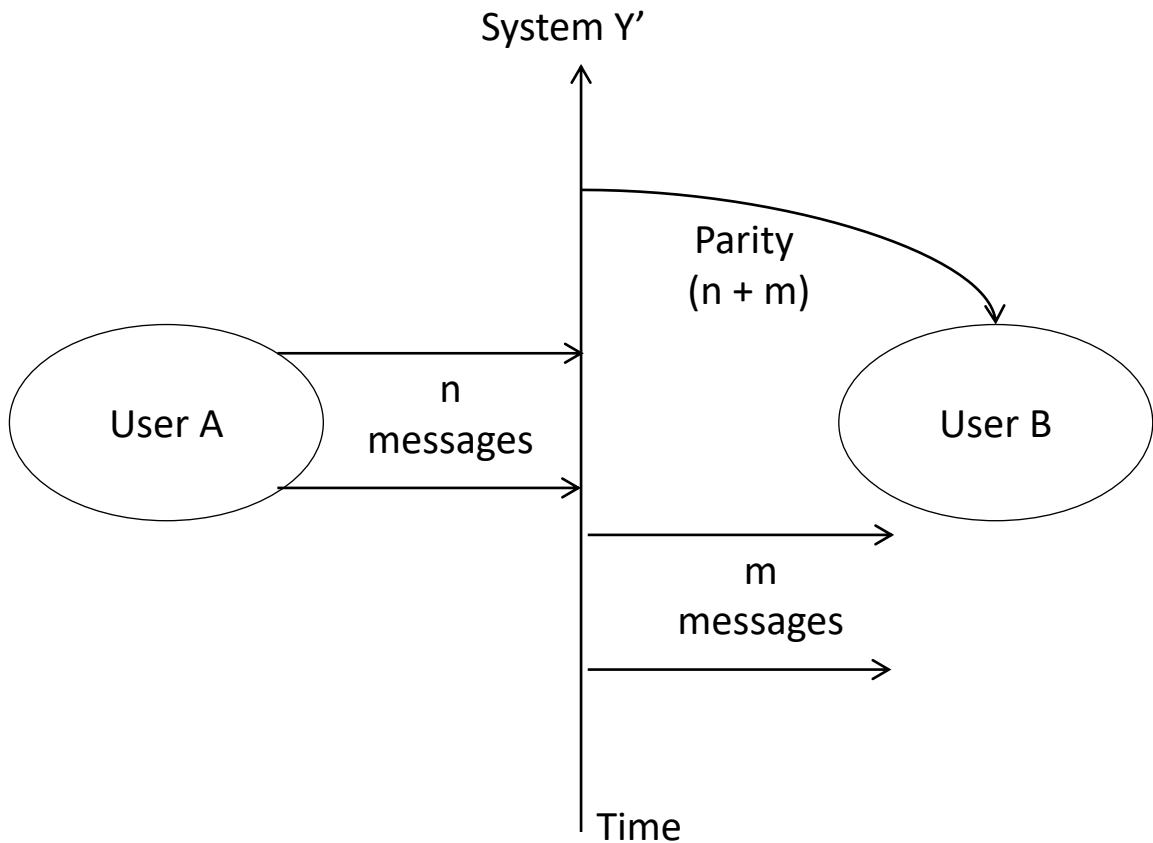 System Y’
Parity
(n + m)
User A
n
messages
User B
m
messages
Time